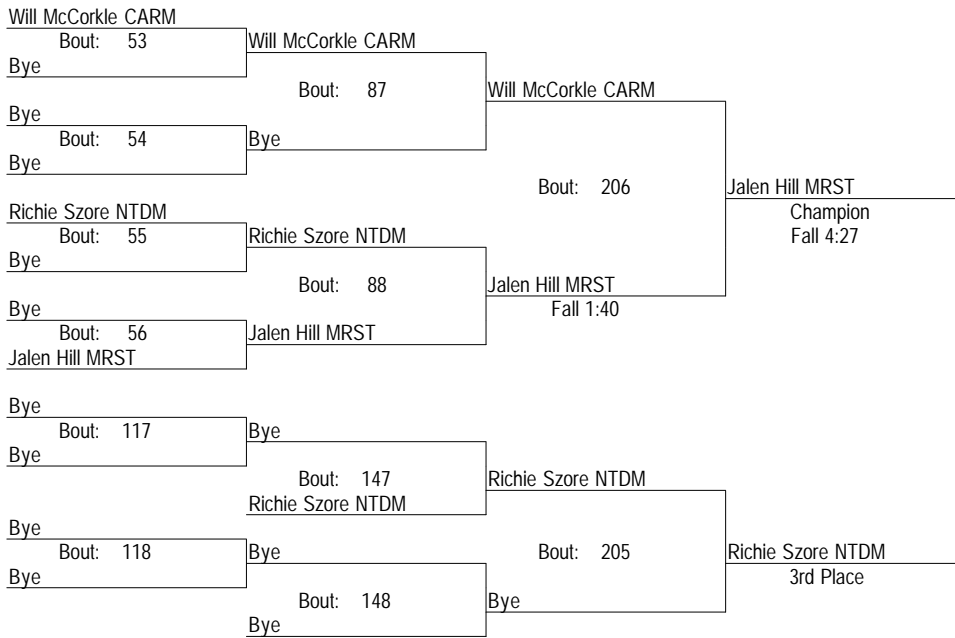 Will McCorkle CARM
Bout: 53
Will McCorkle CARM
Bye
Bout: 87
Will McCorkle CARM
Bye
Bout: 54
Bye
Bye
Bout: 206
Jalen Hill MRST
Richie Szore NTDM
Champion
Bout: 55
Richie Szore NTDM
Fall 4:27
Bye
Bout: 88
Jalen Hill MRST
Bye
Fall 1:40
Bout: 56
Jalen Hill MRST
Jalen Hill MRST
Bye
Bout: 117
Bye
Bye
Bout: 147
Richie Szore NTDM
Richie Szore NTDM
Bye
Bout: 118
Bye
Bout: 205
Richie Szore NTDM
Bye
3rd Place
Bout: 148
Bye
Bye